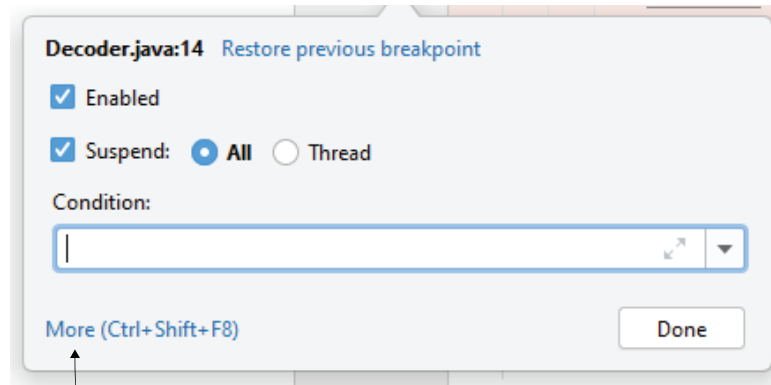 Decoder.java:14 Restore previous breakpoint
Enabled
Suspend: All Thread
Condition:
More (Ctrl+Shift+F8) Done